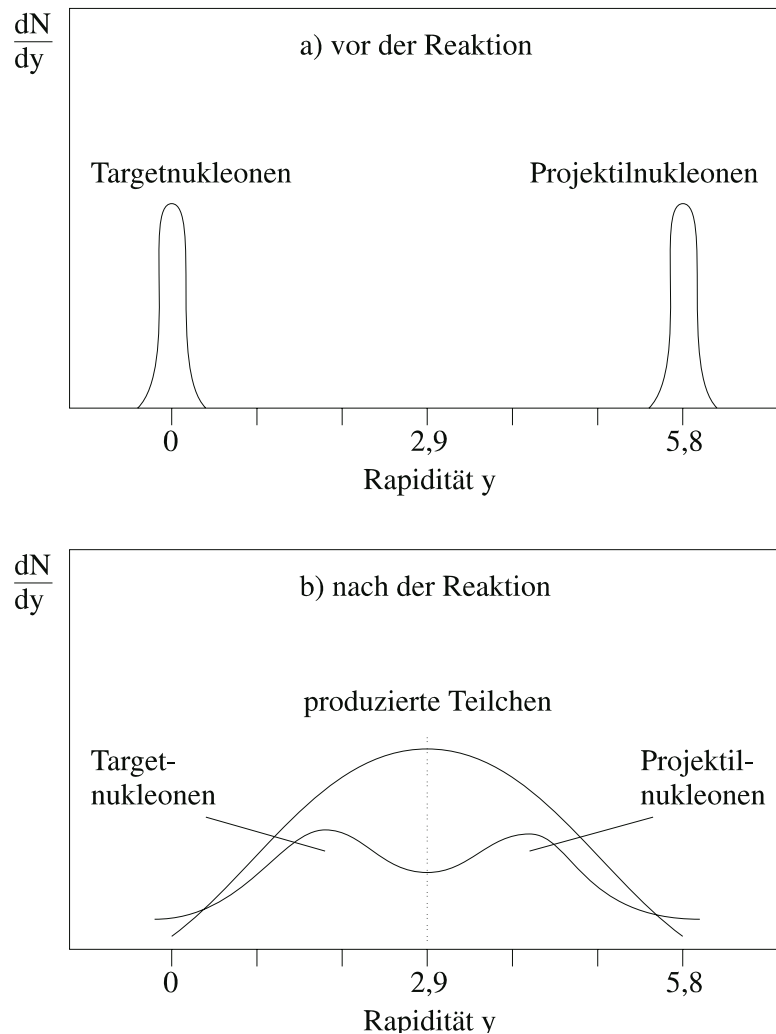 dN
dy
a) vor der Reaktion
Targetnukleonen
Projektilnukleonen
0
2,9
5,8
Rapidität y
dN
dy
b) nach der Reaktion
produzierte Teilchen
Target-
nukleonen
Projektil-
nukleonen
0
2,9
5,8
Rapidität y